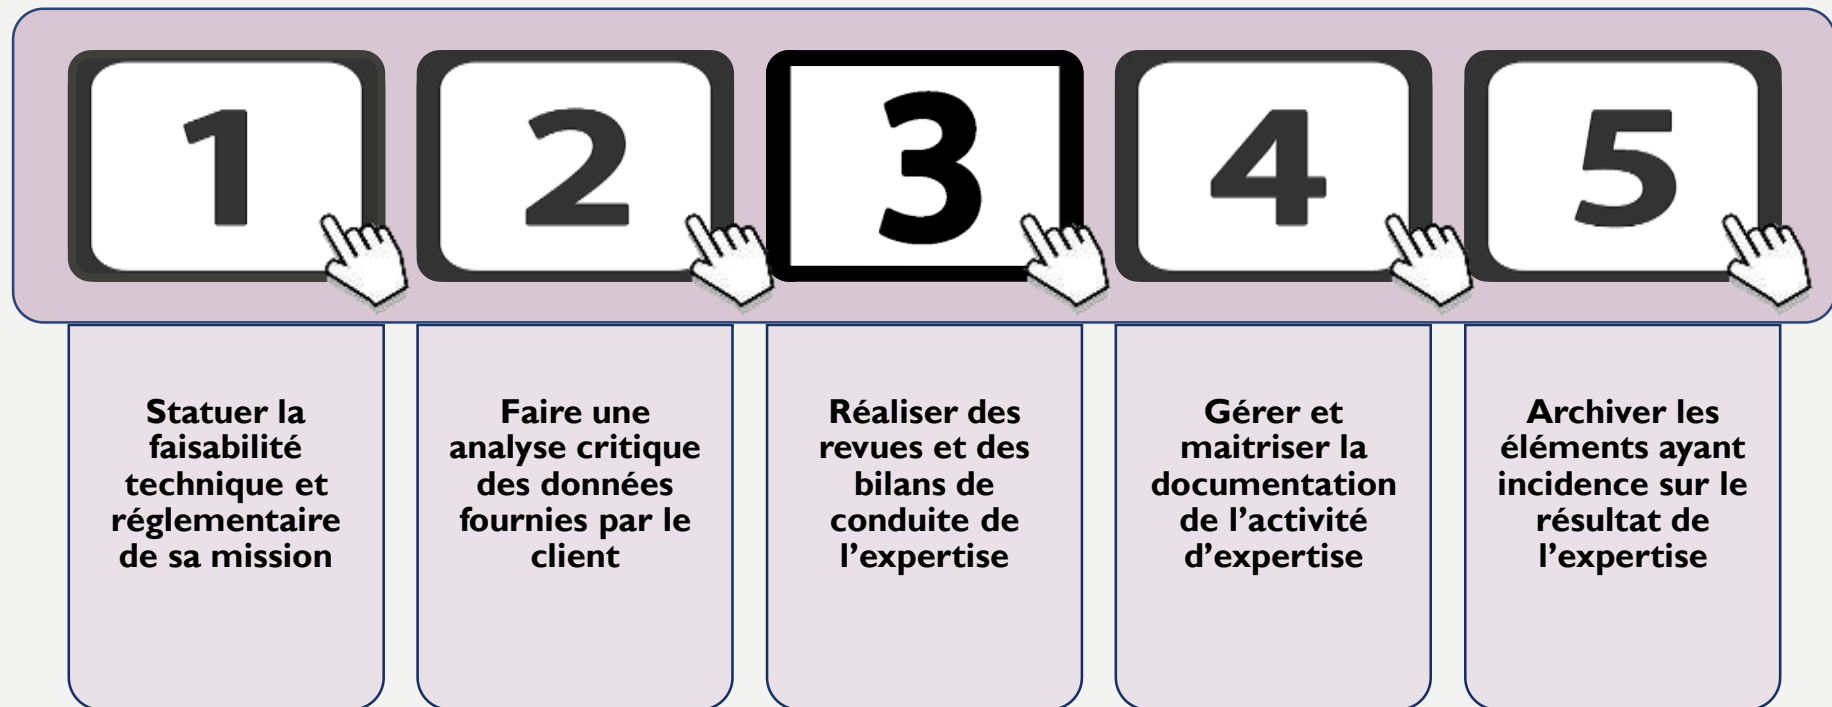 1
2
3
4
5
Statuer la
faisabilité
technique et
réglementaire
de sa mission
Faire une
analyse critique
des données
fournies par le
client
Réaliser des
revues et des
bilans de
conduite de
l’expertise
Gérer et
maitriser la
documentation
de l’activité
d’expertise
Archiver les
éléments ayant
incidence sur le
résultat de
l’expertise